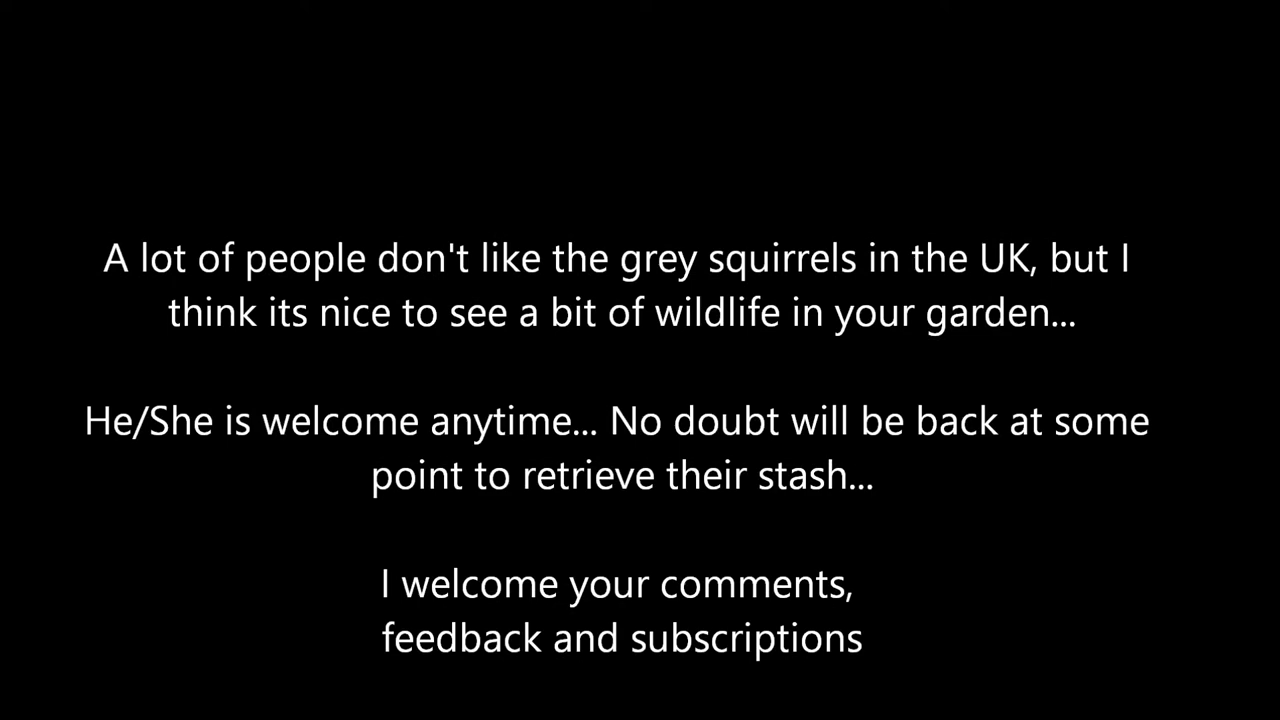 A lot of people don't like the grey squirrels in the UK, but I
think its nice to see a bit of wildlife in your garden...
He/She is welcome anytime... No doubt will be back at some
point to retrieve their stash...
I welcome your comments,
feedback and subscriptions